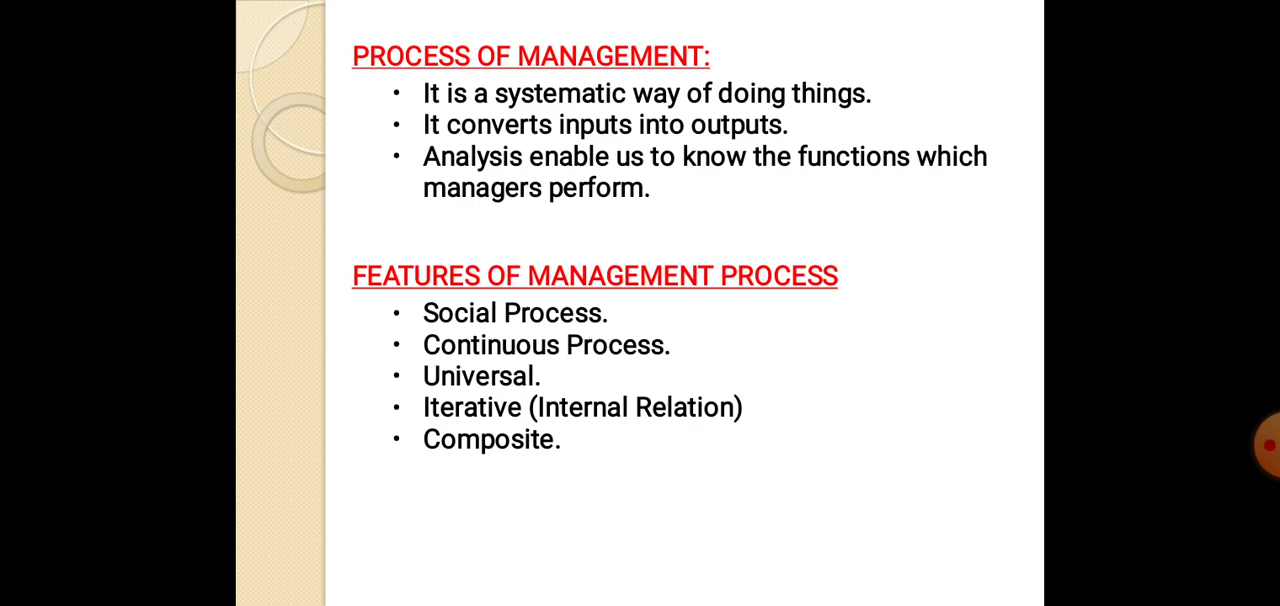 PROCESS OF MANAGEMENT:
• It is a systematic way of doing things.
• It converts inputs into outputs.
• Analysis enable us to know the functions which
managers perform.
FEATURES OF MANAGEMENT PROCESS
• Social Process.
• Continuous Process.
• Universal.
• Iterative (Internal Relation)
• Composite.